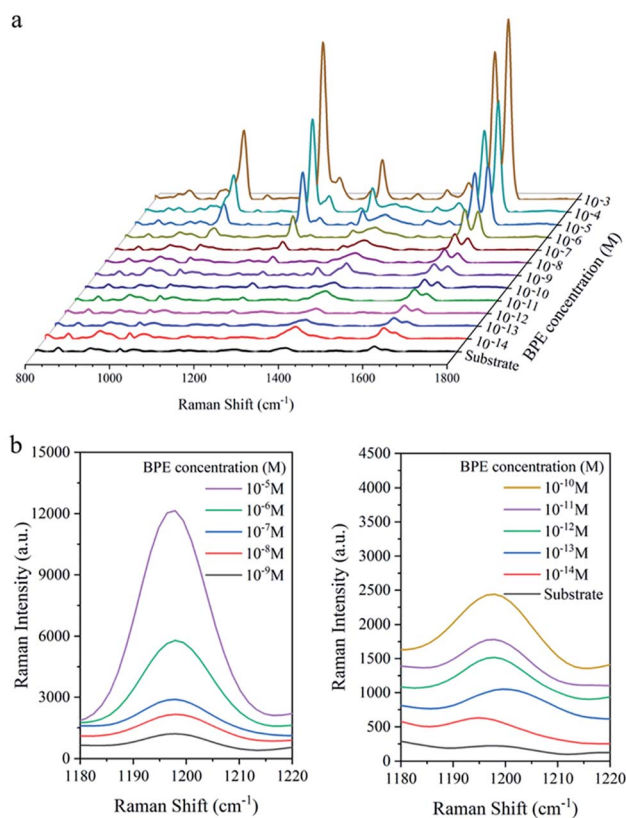 a
10⁻³
10⁻⁴
10⁻⁵
10⁻⁶
10⁻⁷
10⁻⁸
10⁻⁹
10⁻¹⁰
10⁻¹¹
10⁻¹²
10⁻¹³
10⁻¹⁴
Substrate
BPE concentration (M)
800 1000 1200 1400 1600 1800
Raman Shift (cm⁻¹)
b
15000
12000
9000
6000
3000
0
Raman Intensity (a.u.)
BPE concentration (M)
10⁻⁵M
10⁻⁶M
10⁻⁷M
10⁻⁸M
10⁻⁹M
1180 1190 1200 1210 1220
Raman Shift (cm⁻¹)
4500
4000
3500
3000
2500
2000
1500
1000
500
0
Raman Intensity (a.u.)
BPE concentration (M)
10⁻¹⁰M
10⁻¹¹M
10⁻¹²M
10⁻¹³M
10⁻¹⁴M
Substrate
1180 1190 1200 1210 1220
Raman Shift (cm⁻¹)